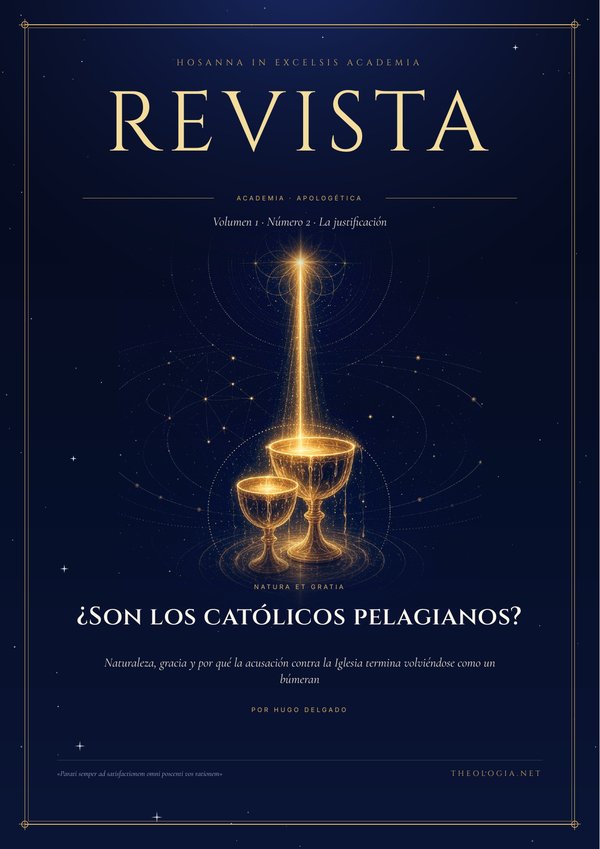 HOSANNA IN EXCELSIS ACADEMIA
REVISTA
ACADEMIA · APOLOGÉTICA
Volumen 1 · Número 2 · La justificación
NATURA ET GRATIA
¿Son los católicos pelagianos?
Naturaleza, gracia y por qué la acusación contra la Iglesia termina volviéndose como un
búmeran
POR HUGO DELGADO
«Parati semper ad satisfactionem omni poscenti vos rationem»
THEOLOGIA.NET